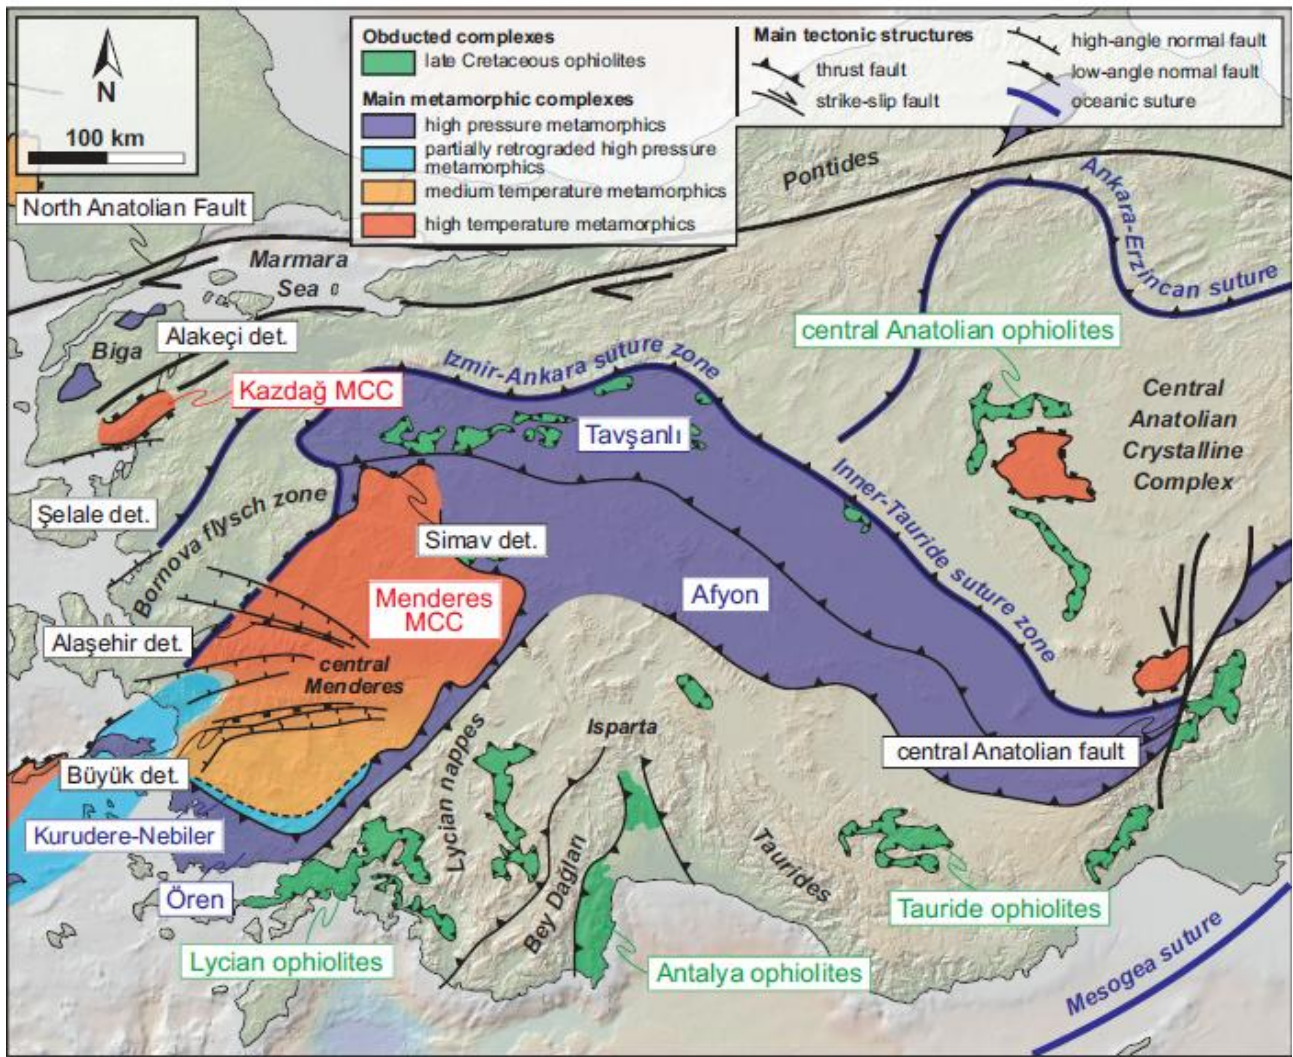 N
100 km
Obducted complexes
late Cretaceous ophiolites
Main metamorphic complexes
high pressure metamorphics
partially retrograded high pressure
metamorphics
medium temperature metamorphics
high temperature metamorphics
Main tectonic structures
thrust fault
strike-slip fault
high-angle normal fault
low-angle normal fault
oceanic suture
Pontides
North Anatolian Fault
Ankara-Erzincan suture
Marmara
Sea
Alakeçi det.
Biga
central Anatolian ophiolites
Izmir-Ankara suture zone
Kazdağ MCC
Central
Anatolian
Crystalline
Complex
Tavşanlı
Inner-Tauride suture zone
Şelale det.
Bornova flysch zone
Simav det.
Menderes
MCC
Afyon
Alaşehir det.
central
Menderes
Isparta
central Anatolian fault
Büyük det.
Lycian nappes
Kurudere-Nebiler
Bey Dağları
Taurides
Ören
Tauride ophiolites
Lycian ophiolites
Antalya ophiolites
Mesogea suture